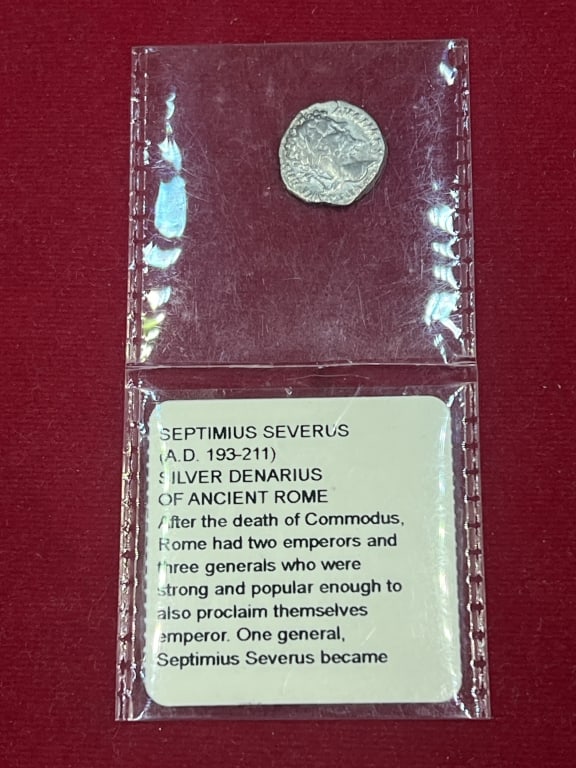 SEPTIMIUS SEVERUS
(A.D. 193-211)
SILVER DENARIUS
OF ANCIENT ROME
After the death of Commodus,
Rome had two emperors and
three generals who were
strong and popular enough to
also proclaim themselves
emperor. One general,
Septimius Severus became